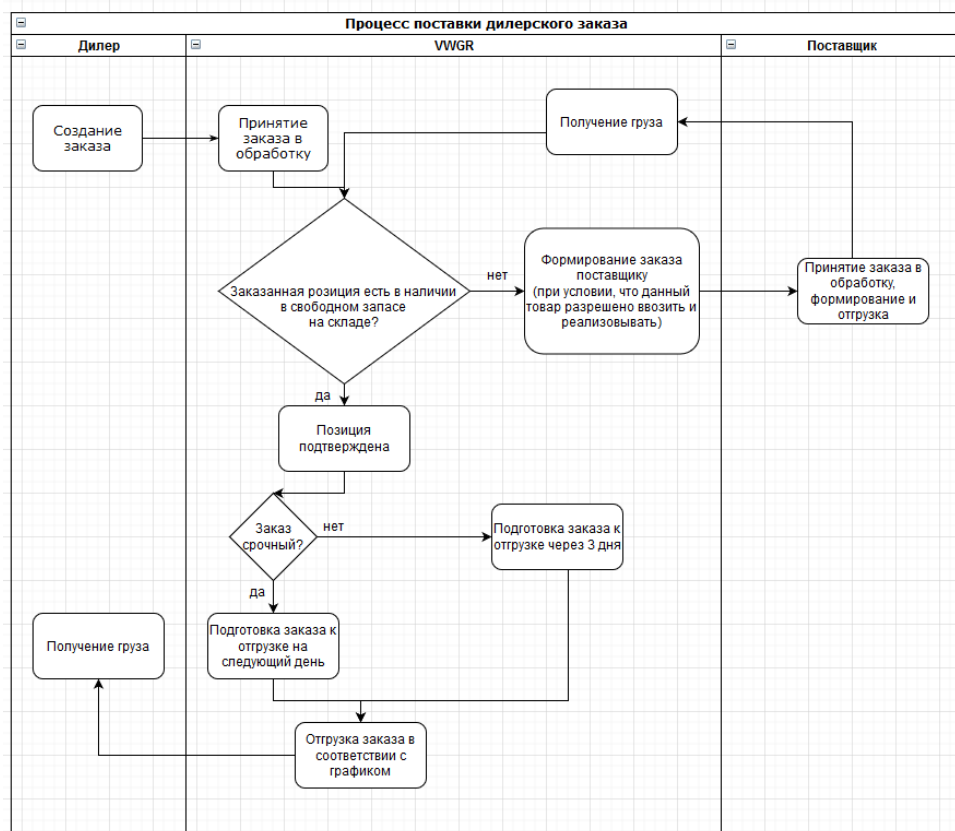 Процесс поставки дилерского заказа
Дилер
VWGR
Поставщик
Создание
заказа
Принятие
заказа в
обработку
Получение груза
Заказанная розиция есть в наличии
в свободном запасе
на складе?
нет
Формирование заказа
поставщику
(при условии, что данный
товар разрешено ввозить и
реализовывать)
Принятие заказа в
обработку,
формирование и
отгрузка
да
Позиция
подтверждена
Заказ
срочный?
нет
Подготовка заказа к
отгрузке через 3 дня
да
Получение груза
Подготовка заказа к
отгрузке на
следующий день
Отгрузка заказа в
соответствии с
графиком